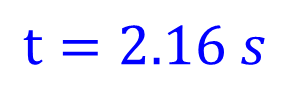 t = 2.16 s